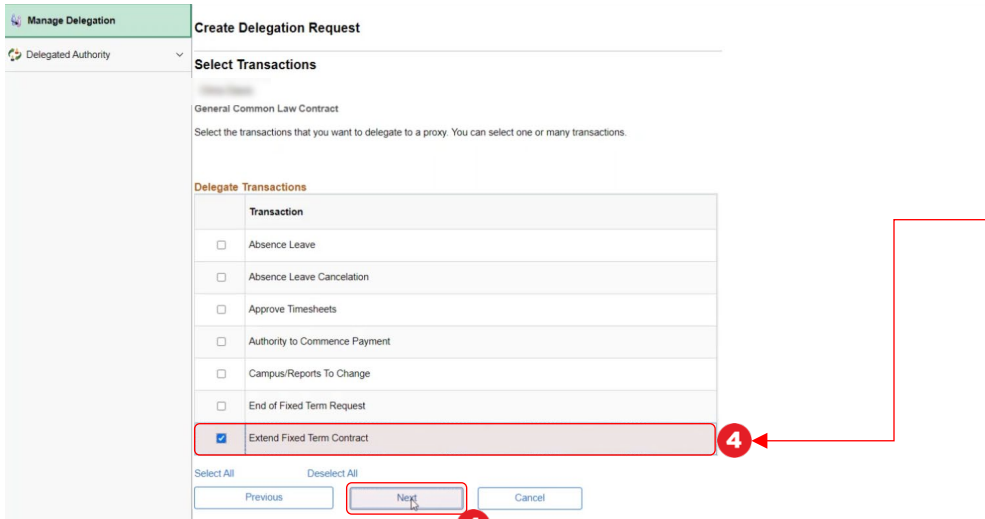 Manage Delegation
Delegated Authority
Create Delegation Request
Select Transactions
General Common Law Contract
Select the transactions that you want to delegate to a proxy. You can select one or many transactions.
Delegate Transactions
Transaction
Absence Leave
Absence Leave Cancelation
Approve Timesheets
Authority to Commence Payment
Campus/Reports To Change
End of Fixed Term Request
Extend Fixed Term Contract
4
Select All Deselect All
Previous Next Cancel